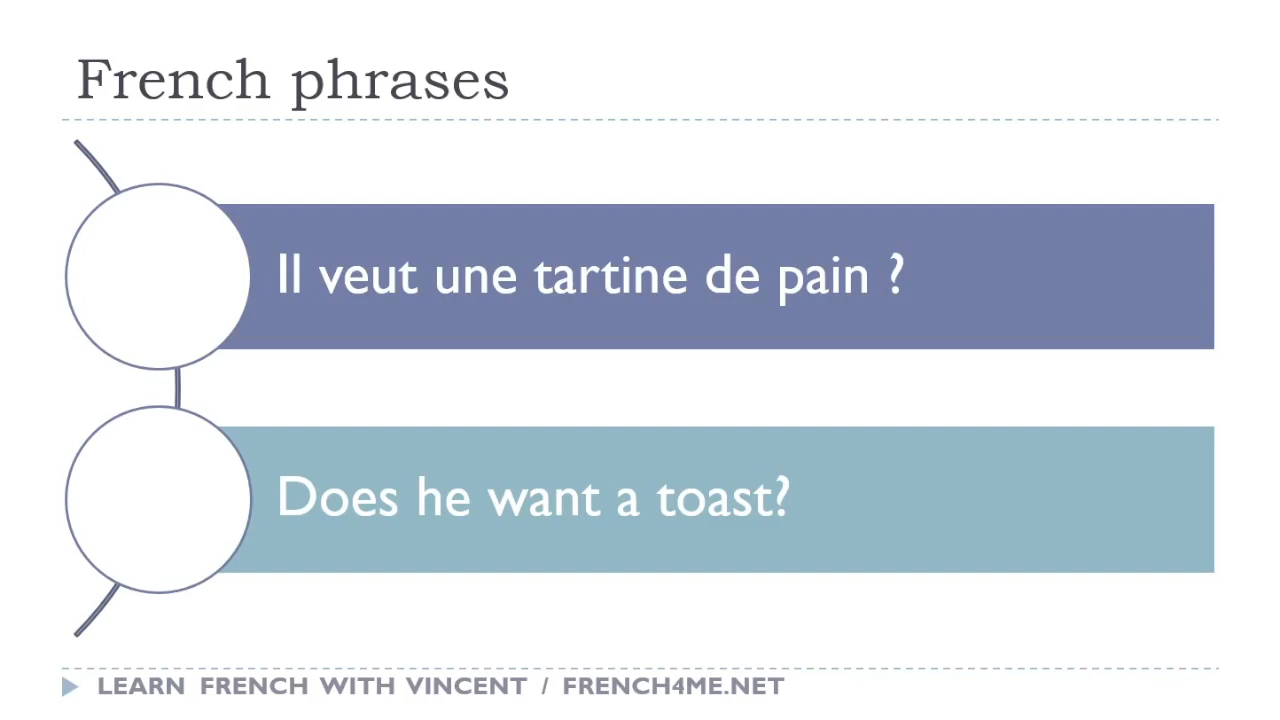 French phrases
Il veut une tartine de pain ?
Does he want a toast?
LEARN FRENCH WITH VINCENT / FRENCH4ME.NET